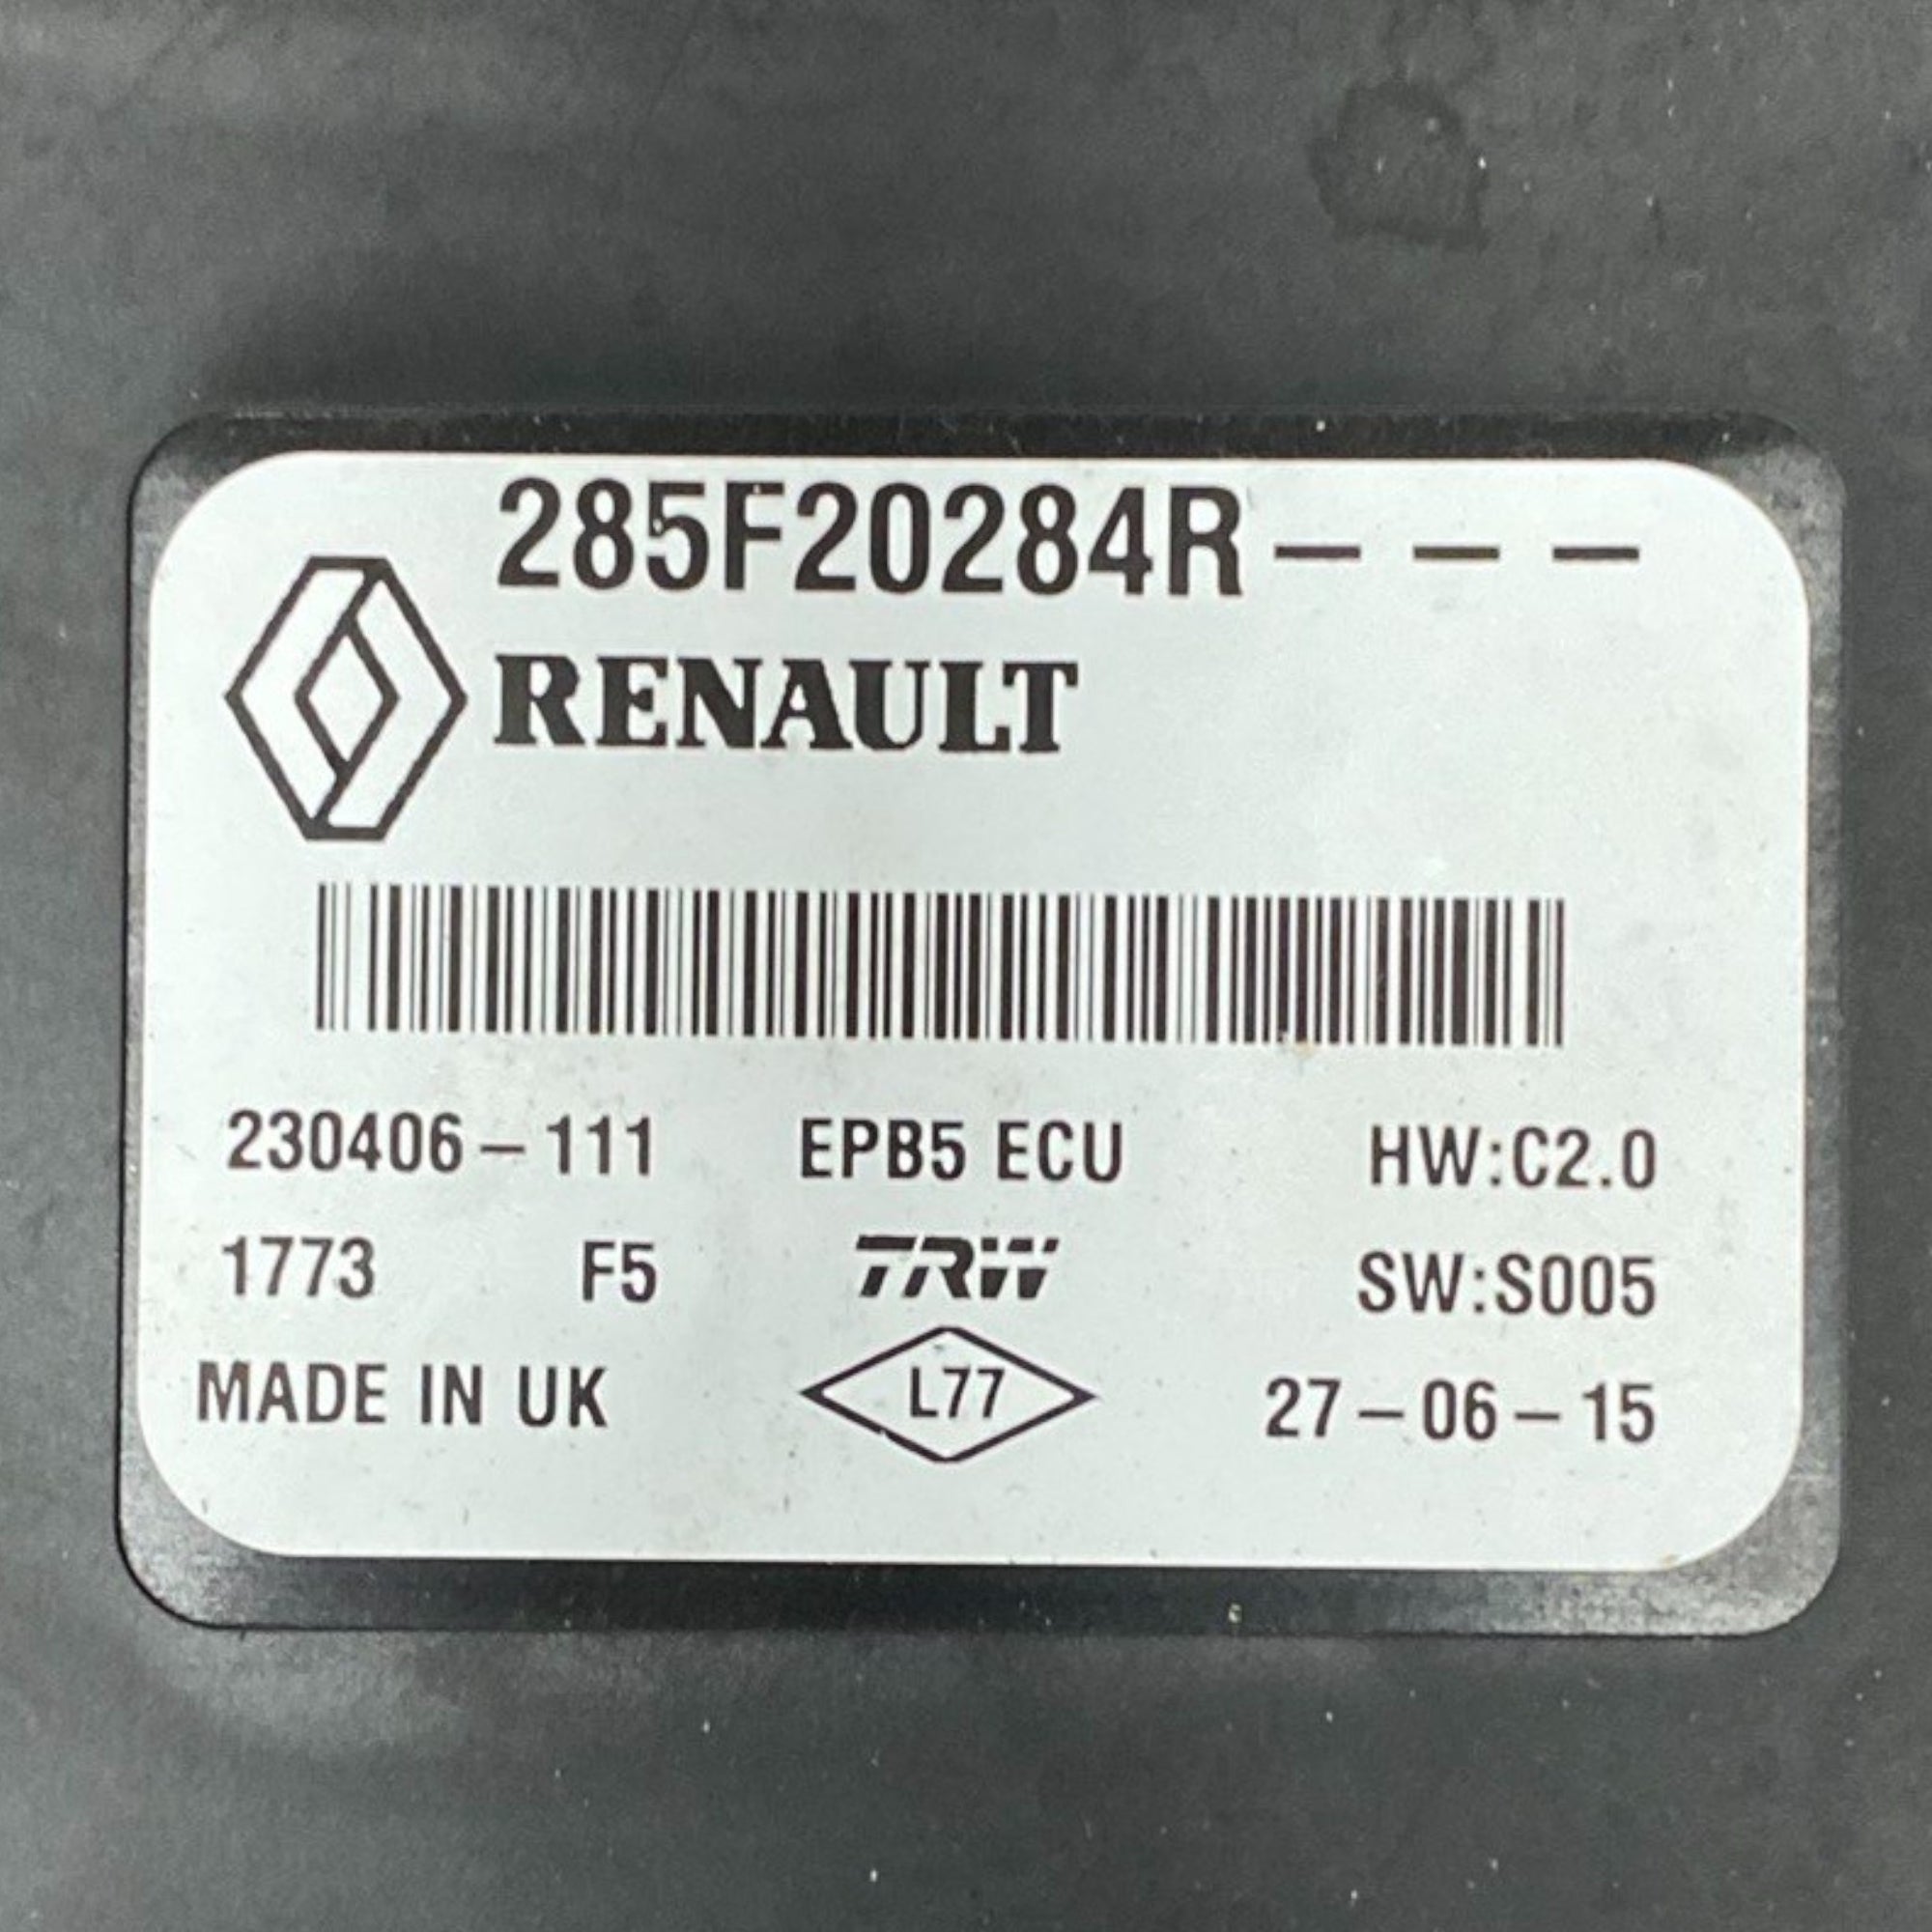 285F20284R---
RENAULT
230406-111 EPB5 ECU HW:C2.0
1773 F5 TRW SW:S005
MADE IN UK L77 27-06-15